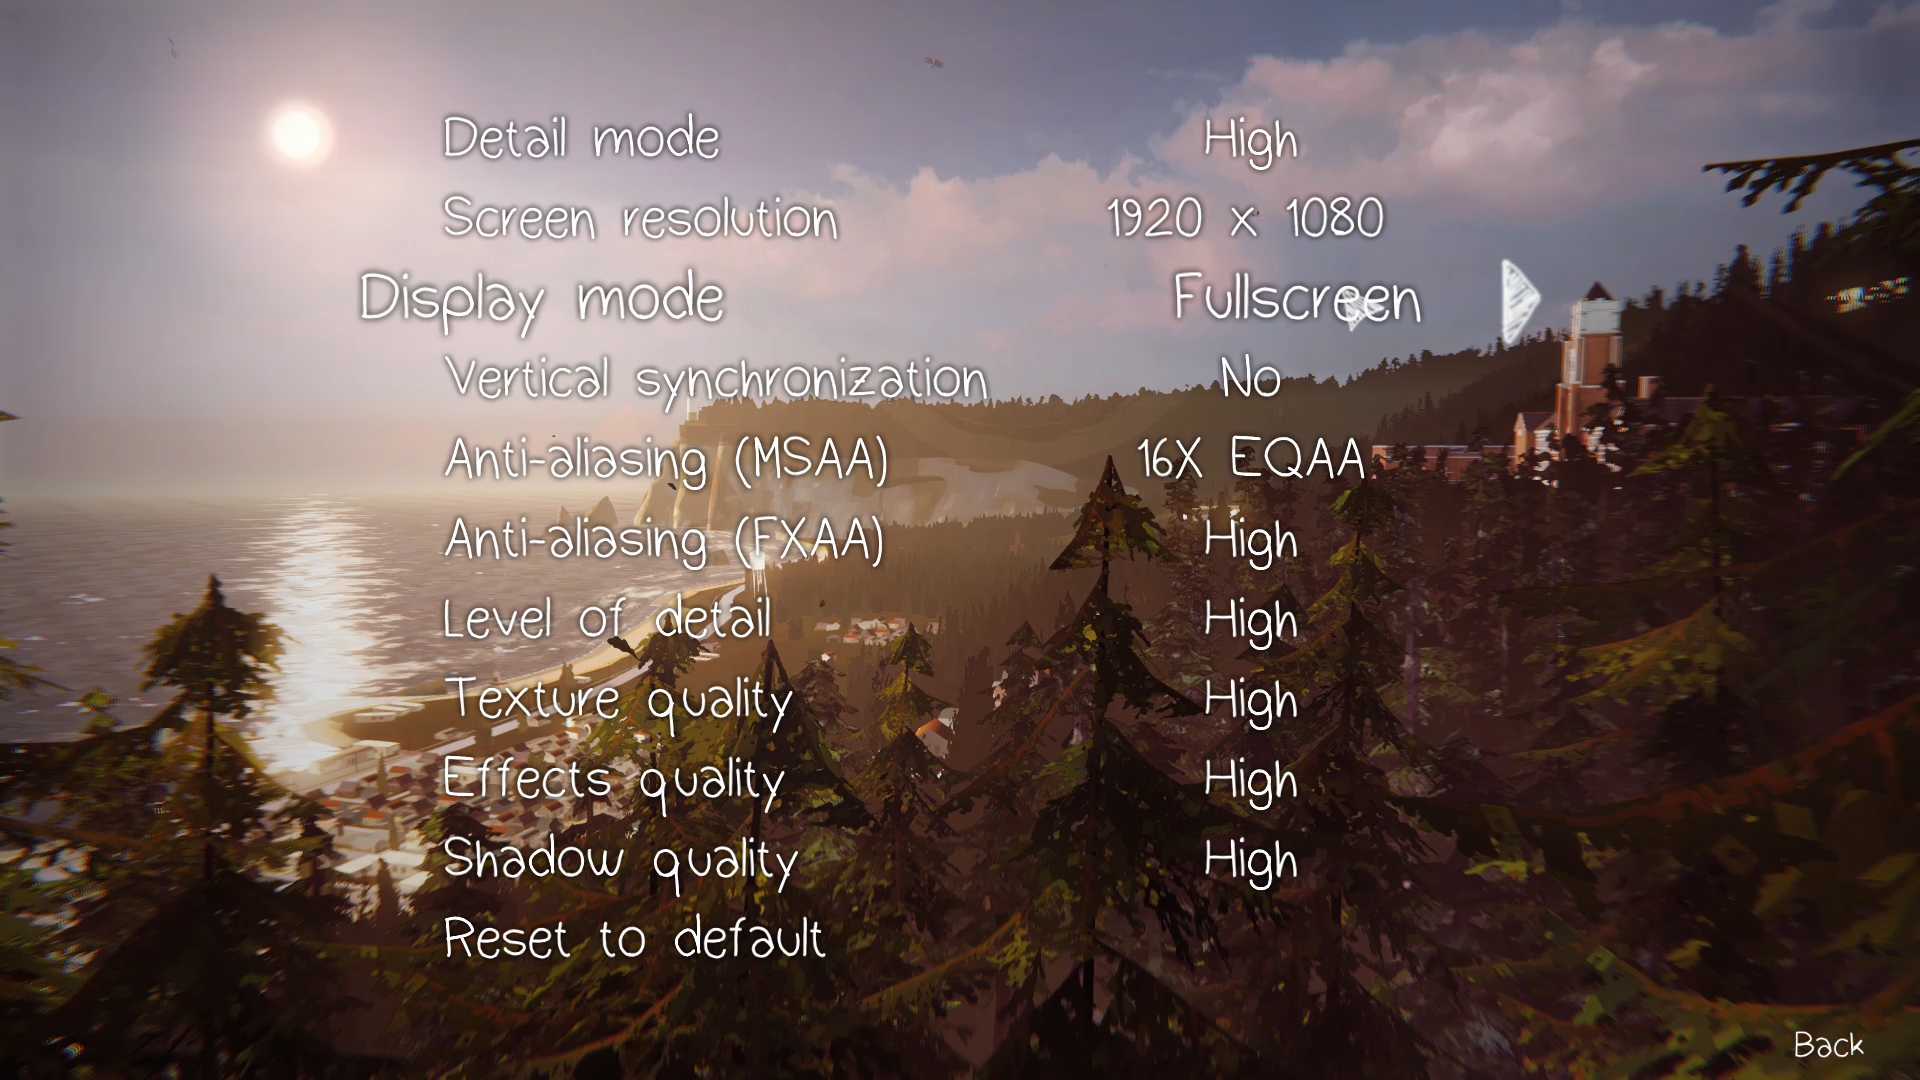 Detail mode High
Screen resolution 1920 x 1080
Display mode Fullscreen
Vertical synchronization No
Anti-aliasing (MSAA) 16X EQAA
Anti-aliasing (FXAA) High
Level of detail High
Texture quality High
Effects quality High
Shadow quality High
Reset to default
Back